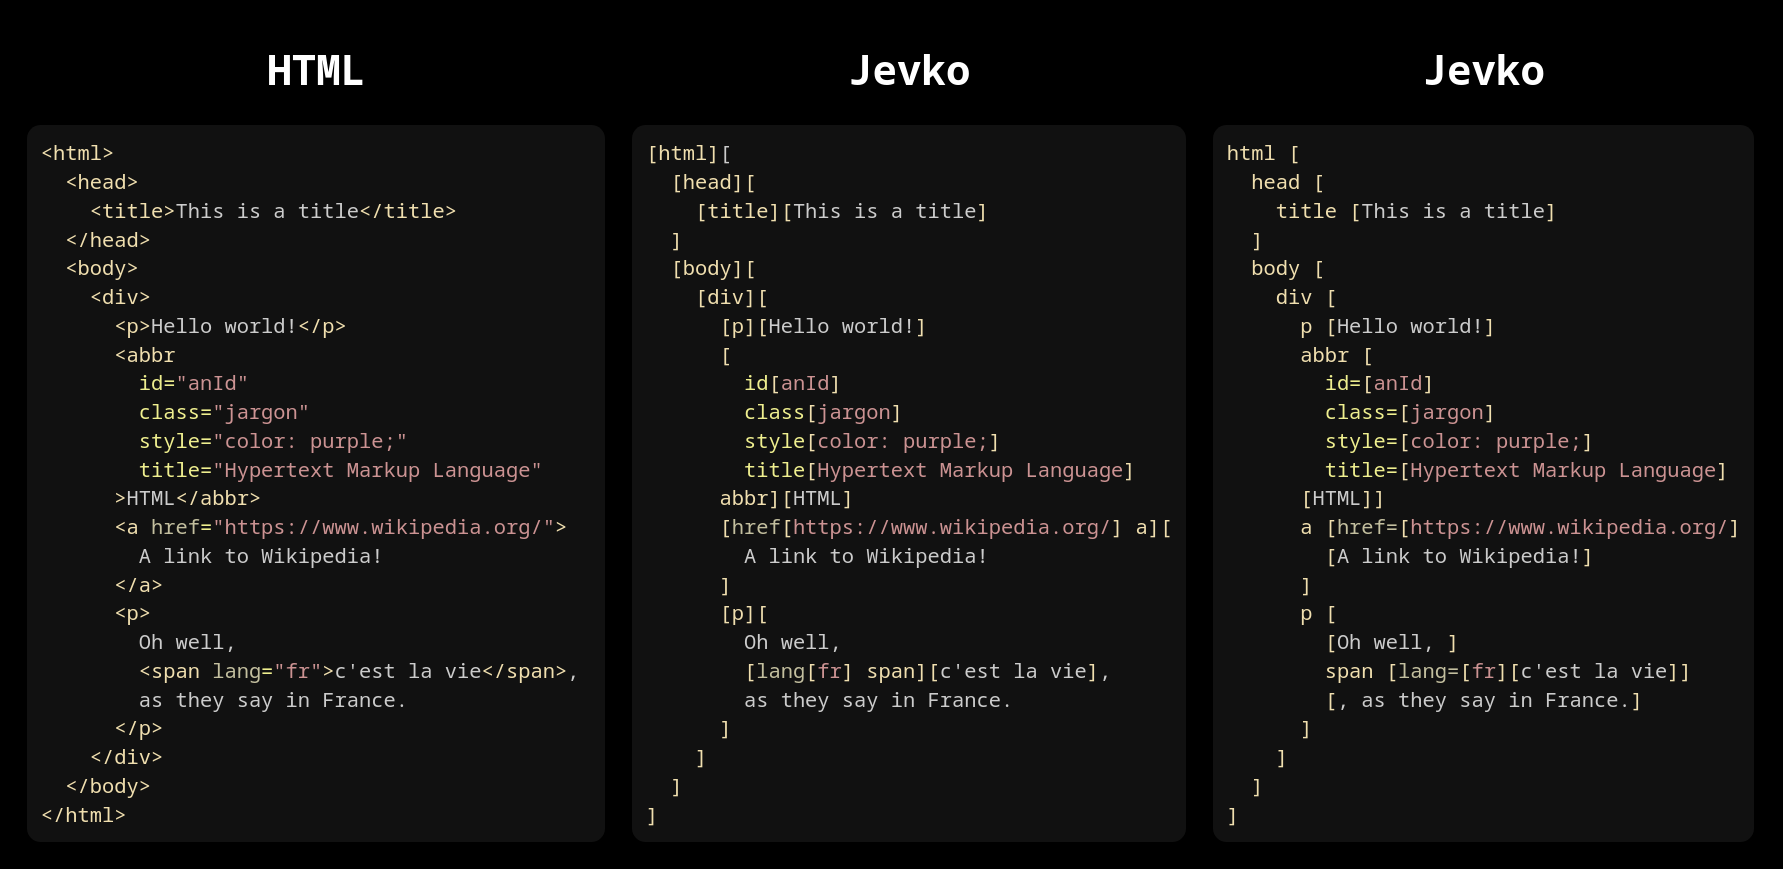 HTML
<html>
  <head>
    <title>This is a title</title>
  </head>
  <body>
    <div>
      <p>Hello world!</p>
      <abbr
        id="anId"
        class="jargon"
        style="color: purple;"
        title="Hypertext Markup Language"
      >HTML</abbr>
      <a href="https://www.wikipedia.org/">
        A link to Wikipedia!
      </a>
      <p>
        Oh well,
        <span lang="fr">c'est la vie</span>,
        as they say in France.
      </p>
    </div>
  </body>
</html>
Jevko
[html][
  [head][
    [title][This is a title]
  ]
  [body][
    [div][
      [p][Hello world!]
      [
        id[anId]
        class[jargon]
        style[color: purple;]
        title[Hypertext Markup Language]
      abbr][HTML]
      [href[https://www.wikipedia.org/] a][
        A link to Wikipedia!
      ]
      [p][
        Oh well,
        [lang[fr] span][c'est la vie],
        as they say in France.
      ]
    ]
  ]
]
Jevko
html [
  head [
    title [This is a title]
  ]
  body [
    div [
      p [Hello world!]
      abbr [
        id=[anId]
        class=[jargon]
        style=[color: purple;]
        title=[Hypertext Markup Language]
      [HTML]]
      a [href=[https://www.wikipedia.org/]
        [A link to Wikipedia!]
      ]
      p [
        [Oh well, ]
        span [lang=[fr][c'est la vie]]
        [, as they say in France.]
      ]
    ]
  ]
]